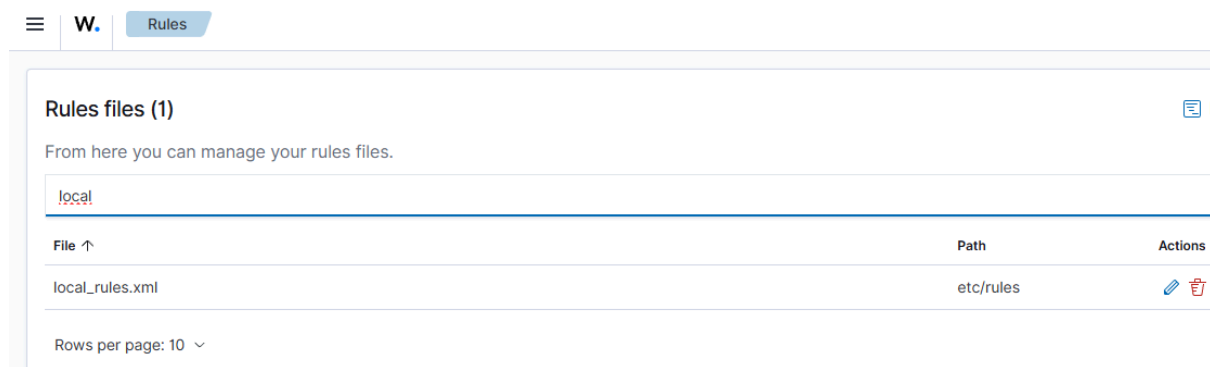 W. Rules
Rules files (1)
From here you can manage your rules files.
local
File ↑ Path Actions
local_rules.xml etc/rules
Rows per page: 10